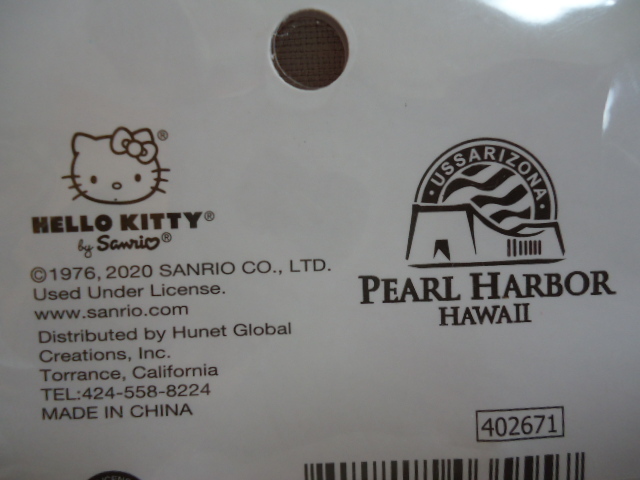 HELLO KITTY®
by Sanrio®
©1976, 2020 SANRIO CO., LTD.
Used Under License.
www.sanrio.com
Distributed by Hunet Global
Creations, Inc.
Torrance, California
TEL:424-558-8224
MADE IN CHINA
· USS ARIZONA ·
PEARL HARBOR
HAWAII
402671